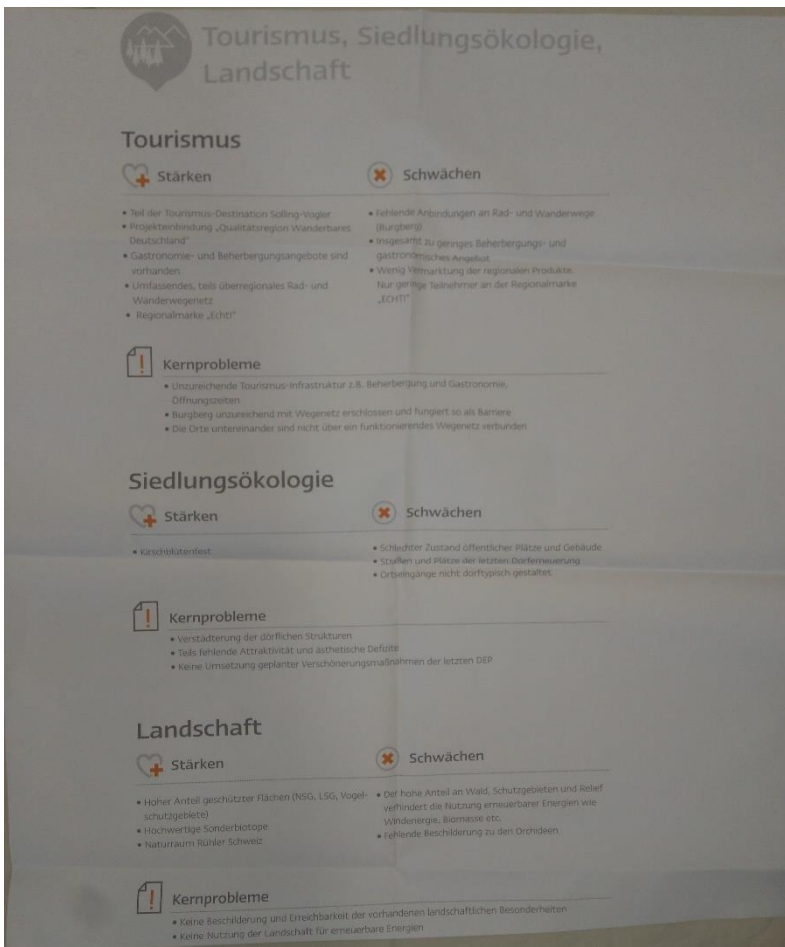 Tourismus, Siedlungsökologie,
Landschaft
Tourismus
Stärken
• Teil der Tourismus-Destination Solling-Vogler
• Projekteinbindung „Qualitätsregion Wanderbares
Deutschland"
• Gastronomie- und Beherbergungsangebote sind
vorhanden
• Umfassendes, teils überregionales Rad- und
Wanderwegenetz
• Regionalmarke „Echt!"
Schwächen
• Fehlende Anbindungen an Rad- und Wanderwege
(Burgberg)
• Insgesamt zu geringes Beherbergungs- und
gastronomisches Angebot
• Wenig Vermarktung der regionalen Produkte.
Nur geringe Teilnehmer an der Regionalmarke
„ECHT!"
Kernprobleme
• Unzureichende Tourismus-Infrastruktur z.B. Beherbergung und Gastronomie,
Öffnungszeiten
• Burgberg unzureichend mit Wegenetz erschlossen und fungiert so als Barriere
• Die Orte untereinander sind nicht über ein funktionierendes Wegenetz verbunden
Siedlungsökologie
Stärken
• Kirschblütenfest
Schwächen
• Schlechter Zustand öffentlicher Plätze und Gebäude
• Straßen und Plätze der letzten Dorferneuerung
• Ortseingänge nicht dorftypisch gestaltet
Kernprobleme
• Verstädterung der dörflichen Strukturen
• Teils fehlende Attraktivität und ästhetische Defizite
• Keine Umsetzung geplanter Verschönerungsmaßnahmen der letzten DEP
Landschaft
Stärken
• Hoher Anteil geschützter Flächen (NSG, LSG, Vogel-
schutzgebiete)
• Hochwertige Sonderbiotope
• Naturraum Rühler Schweiz
Schwächen
• Der hohe Anteil an Wald, Schutzgebieten und Relief
verhindert die Nutzung erneuerbarer Energien wie
Windenergie, Biomasse etc.
• Fehlende Beschilderung zu den Orchideen
Kernprobleme
• Keine Beschilderung und Erreichbarkeit der vorhandenen landschaftlichen Besonderheiten
• Keine Nutzung der Landschaft für erneuerbare Energien